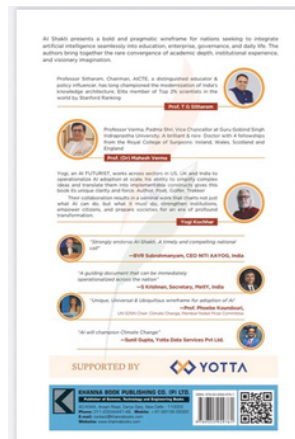 AI Shakti presents a bold and pragmatic wireframe for nations seeking to integrate
artificial intelligence seamlessly into education, enterprise, governance, and daily life. The
authors bring together the rare convergence of academic depth, institutional experience,
and visionary imagination.
Professor Sitharam, Chairman, AICTE, a distinguished educator &
policy influencer, has long championed the modernization of India's
knowledge architecture. Elite member of Top 2% scientists in the
world by Stanford Ranking
Prof. T G Sitharam
Professor Verma, Padma Shri, Vice Chancellor at Guru Gobind Singh
Indraprastha University. A brilliant & rare Doctor with 4 fellowships
from the Royal College of Surgeons: Ireland, Wales, Scotland and
England
Prof. (Dr) Mahesh Verma
Yogi, an AI FUTURIST, works across sectors in US, UK and India to
operationalize AI adoption at scale. his ability to simplify complex
ideas and translate them into implementable constructs gives this
book its unique clarity and force. Author, Poet, Golfer, Trekker
Their collaboration results in a seminal work that charts not just
what AI can do, but what it must do, strengthen institutions,
empower citizens, and prepare societies for an era of profound
transformation.
Yogi Kochhar
"Strongly endorse AI Shakti. A timely and compelling national
call"
—BVR Subrahmanyam, CEO NITI AAYOG, India
"A guiding document that can be immediately
operationalized across the nation"
—S Krishnan, Secretary, MeitY, India
"Unique, Universal & Ubiquitous wireframe for adoption of AI"
—Prof. Phoebe Koundouri,
"AI will champion Climate Change"
—Sunil Gupta, Yotta Data Services Pvt Ltd.
SUPPORTED BY YOTTA
KHANNA BOOK PUBLISHING CO. (P) LTD.
Publisher of Science, Technology and Engineering Books